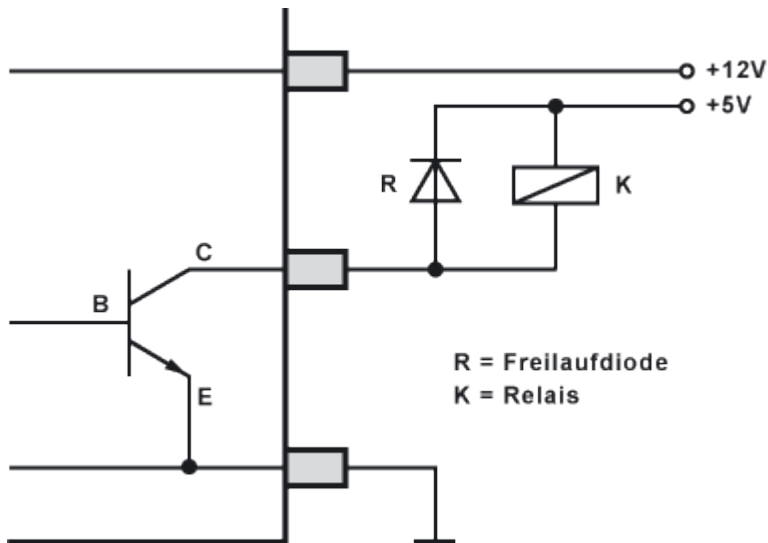 +12V
+5V
R
K
C
B
E
R = Freilaufdiode
K = Relais